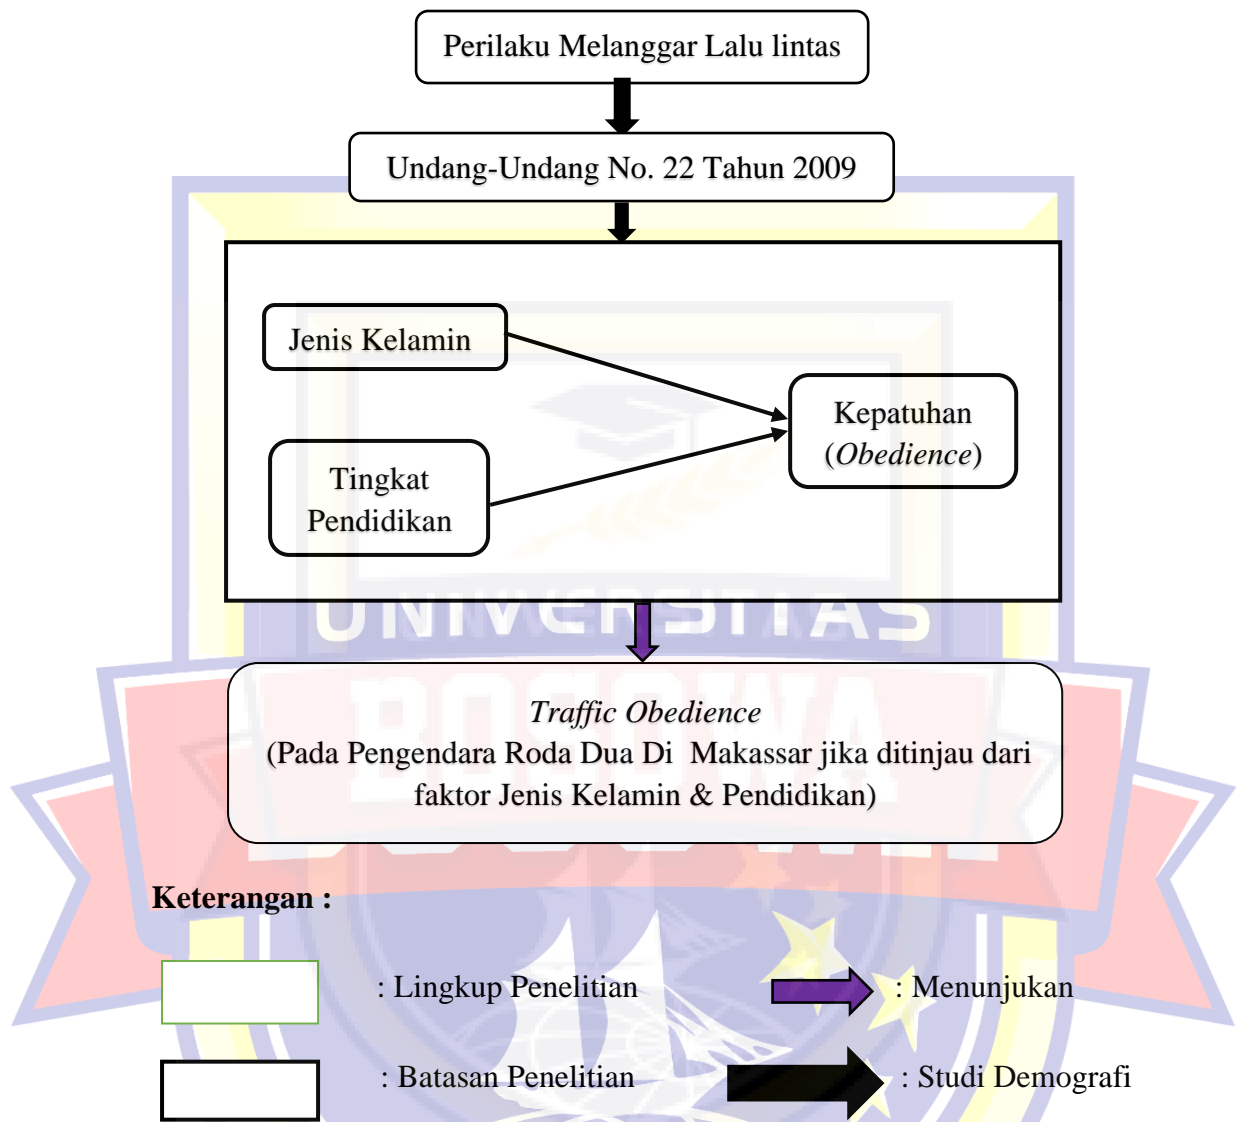 Perilaku Melanggar Lalu lintas
Undang-Undang No. 22 Tahun 2009
Jenis Kelamin
Kepatuhan
(Obedience)
Tingkat
Pendidikan
UNIVERSITAS
BOSOWA
Traffic Obedience
(Pada Pengendara Roda Dua Di Makassar jika ditinjau dari
faktor Jenis Kelamin & Pendidikan)
Keterangan :
: Lingkup Penelitian
: Menunjukan
: Batasan Penelitian
: Studi Demografi